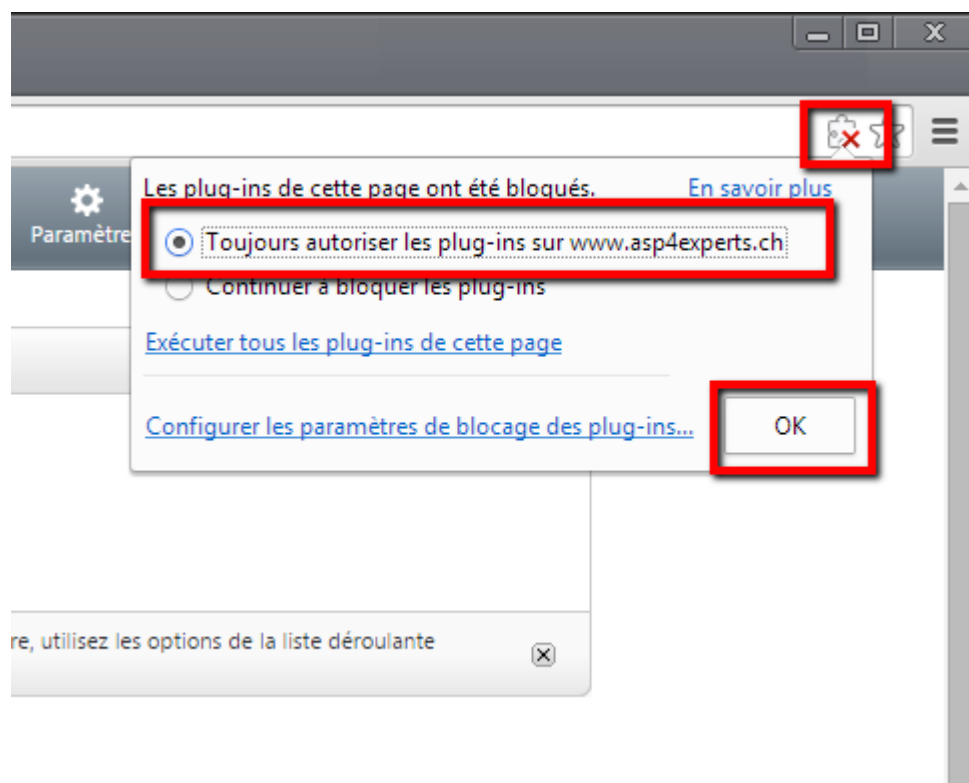 Les plug-ins de cette page ont été bloqués. En savoir plus
Paramètre
Toujours autoriser les plug-ins sur www.asp4experts.ch
Continuer à bloquer les plug-ins
Exécuter tous les plug-ins de cette page
Configurer les paramètres de blocage des plug-ins... OK
re, utilisez les options de la liste déroulante